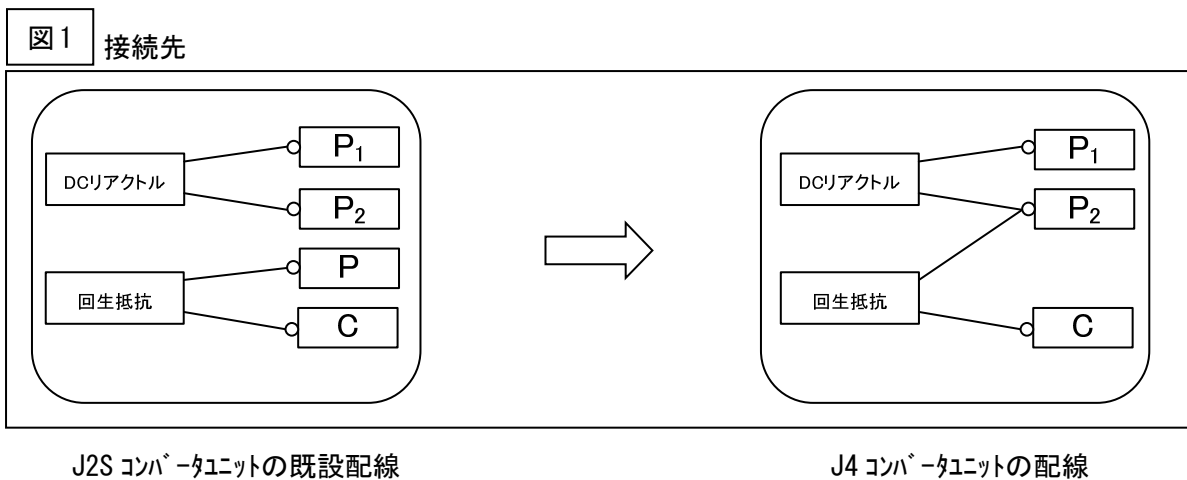 図1 接続先
DCリアクトル
P₁
P₂
回生抵抗
P
C
DCリアクトル
P₁
P₂
回生抵抗
C
J2S ｺﾝﾊﾞｰﾀﾕﾆｯﾄの既設配線
J4 ｺﾝﾊﾞｰﾀﾕﾆｯﾄの配線